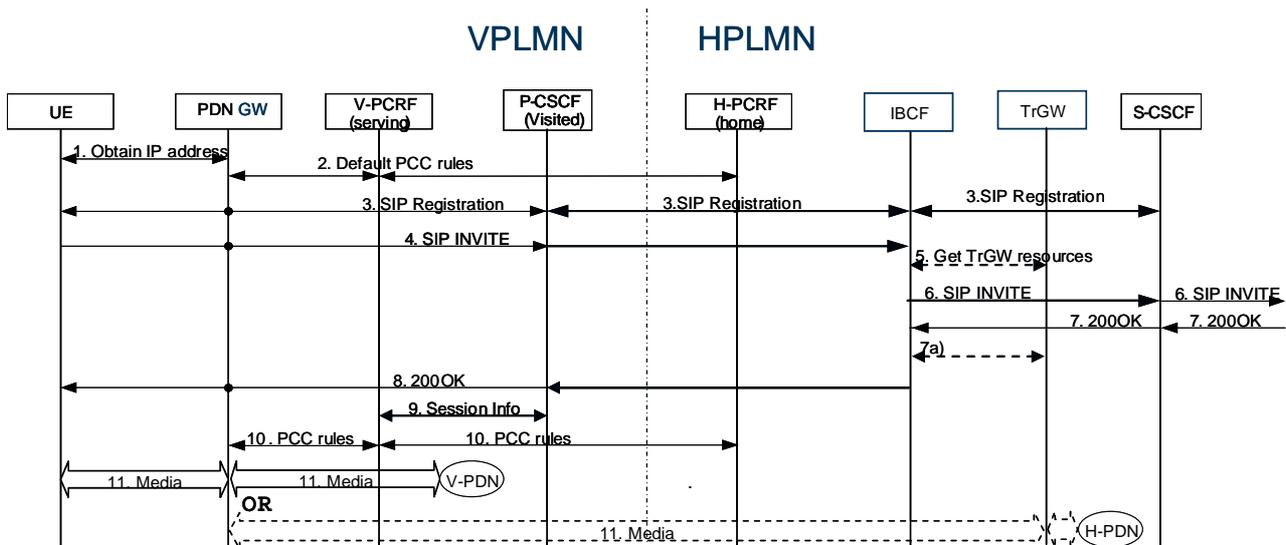 VPLMN HPLMN
UE
PDN GW
V-PCRF
(serving)
P-CSCF
(Visited)
H-PCRF
(home)
IBCF
TrGW
S-CSCF
1. Obtain IP address
2. Default PCC rules
3. SIP Registration
3.SIP Registration
3.SIP Registration
4. SIP INVITE
5. Get TrGW resources
6. SIP INVITE
6. SIP INVITE
7. 200OK
7. 200OK
7a)
8. 200OK
9. Session Info
10. PCC rules
10. PCC rules
11. Media
11. Media
V-PDN
OR
11. Media
H-PDN